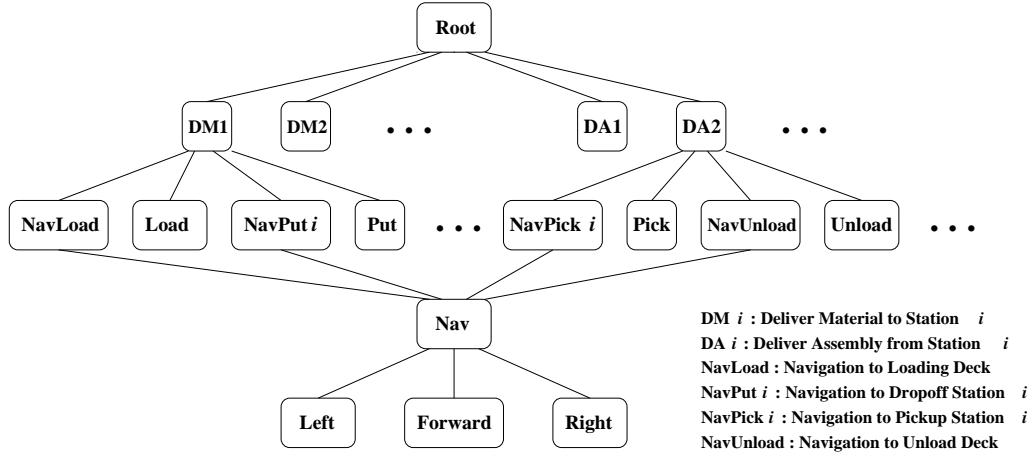 Root
DM1 DM2 • • • DA1 DA2 • • •
NavLoad Load NavPut i Put • • • NavPick i Pick NavUnload Unload • • •
Nav
Left Forward Right
DM i : Deliver Material to Station i
DA i : Deliver Assembly from Station i
NavLoad : Navigation to Loading Deck
NavPut i : Navigation to Dropoff Station i
NavPick i : Navigation to Pickup Station i
NavUnload : Navigation to Unload Deck